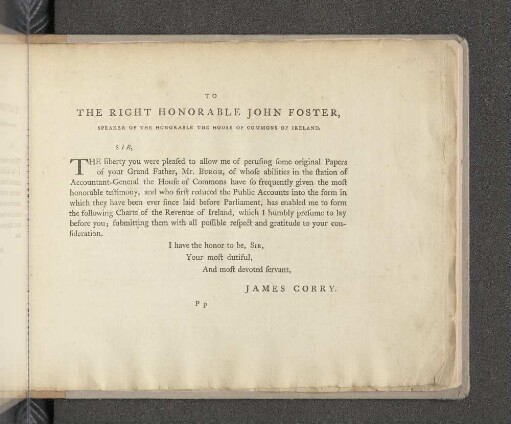 TO
THE RIGHT HONORABLE JOHN FOSTER,
SPEAKER OF THE HONORABLE THE HOUSE OF COMMONS OF IRELAND.
SIR,
THE liberty you were pleaſed to allow me of peruſing ſome original Papers
of your Grand Father, Mr. BURGH, of whoſe abilities in the ſtation of
Accountant-General the Houſe of Commons have ſo frequently given the moſt
honorable teſtimony, and who firſt reduced the Public Accounts into the form in
which they have been ever ſince laid before Parliament, has enabled me to form
the following Charts of the Revenue of Ireland, which I humbly preſume to lay
before you; ſubmitting them with all poſſible reſpect and gratitude to your con-
ſideration.
I have the honor to be, SIR,
Your moſt dutiful,
And moſt devoted ſervant,
JAMES CORRY.
P p